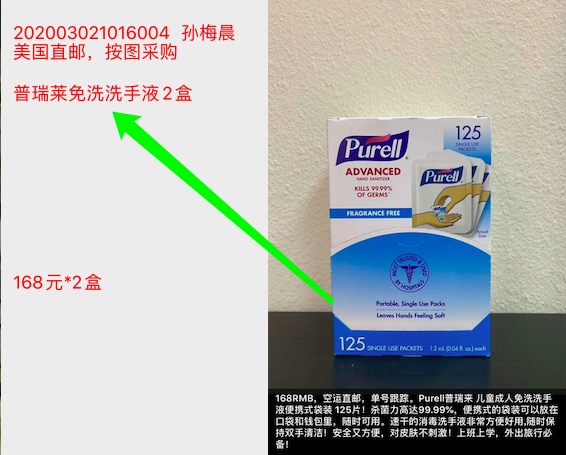 202003021016004 孙梅晨
美国直邮，按图采购
普瑞莱免洗洗手液2盒
168元*2盒
125
SINGLE USE
PACKETS
Purell
ADVANCED
HAND SANITIZER
KILLS 99.99%
OF GERMS
FRAGRANCE FREE
Purell
Actual
Size
MOST TRUSTED & USED
BY HOSPITALS
Portable, Single Use Packs
Leaves Hands Feeling Soft
125 SINGLE USE PACKETS 1.2 mL (0.04 fl. oz.) each
168RMB，空运直邮，单号跟踪。Purell普瑞来 儿童成人免洗洗手
液便携式袋装 125片！杀菌力高达99.99%，便携式的袋装可以放在
口袋和钱包里，随时可用。速干的消毒洗手液非常方便好用,随时保
持双手清洁！安全又方便，对皮肤不刺激！上班上学，外出旅行必
备！